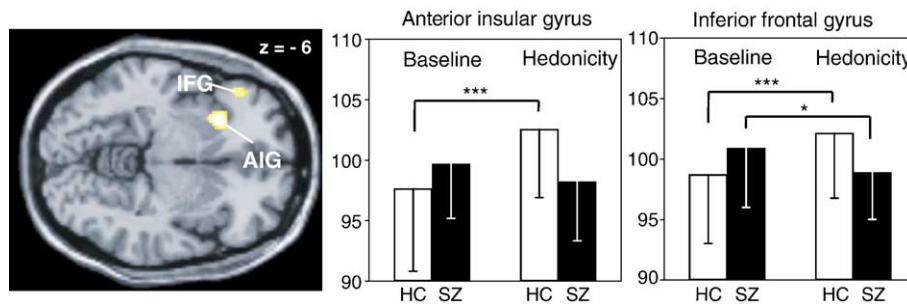 z = - 6
IFG
AIG
Anterior insular gyrus
110
105
100
95
90
Baseline Hedonicity
***
HC SZ HC SZ
Inferior frontal gyrus
110
105
100
95
90
Baseline Hedonicity
***
*
HC SZ HC SZ